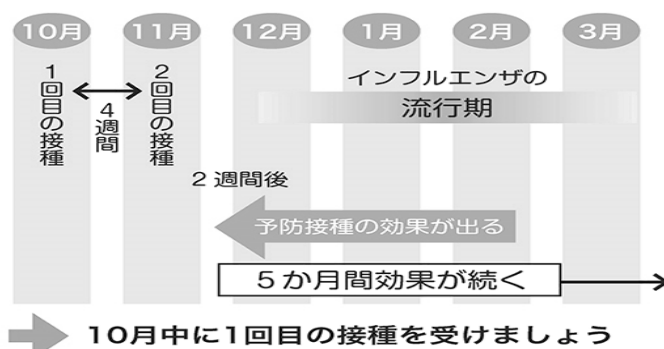 10月 11月 12月 1月 2月 3月
1回目の接種
4週間
2回目の接種
インフルエンザの
流行期
2週間後
予防接種の効果が出る
5か月間効果が続く
10月中に1回目の接種を受けましょう